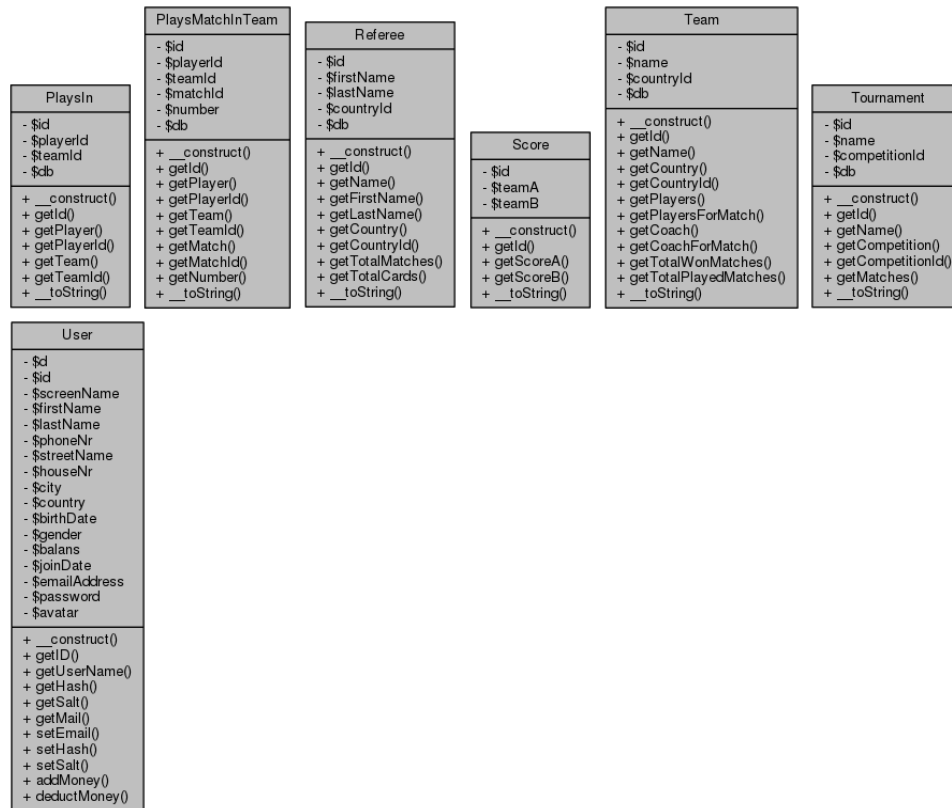 PlaysIn
- $id
- $playerId
- $teamId
- $db
+ __construct()
+ getId()
+ getPlayer()
+ getPlayerId()
+ getTeam()
+ getTeamId()
+ __toString()
PlaysMatchInTeam
- $id
- $playerId
- $teamId
- $matchId
- $number
- $db
+ __construct()
+ getId()
+ getPlayer()
+ getPlayerId()
+ getTeam()
+ getTeamId()
+ getMatch()
+ getMatchId()
+ getNumber()
+ __toString()
Referee
- $id
- $firstName
- $lastName
- $countryId
- $db
+ __construct()
+ getId()
+ getName()
+ getFirstName()
+ getLastName()
+ getCountry()
+ getCountryId()
+ getTotalMatches()
+ getTotalCards()
+ __toString()
Score
- $id
- $teamA
- $teamB
+ __construct()
+ getId()
+ getScoreA()
+ getScoreB()
+ __toString()
Team
- $id
- $name
- $countryId
- $db
+ __construct()
+ getId()
+ getName()
+ getCountry()
+ getCountryId()
+ getPlayers()
+ getPlayersForMatch()
+ getCoach()
+ getCoachForMatch()
+ getTotalWonMatches()
+ getTotalPlayedMatches()
+ __toString()
Tournament
- $id
- $name
- $competitionId
- $db
+ __construct()
+ getId()
+ getName()
+ getCompetition()
+ getCompetitionId()
+ getMatches()
+ __toString()
User
- $d
- $id
- $screenName
- $firstName
- $lastName
- $phoneNr
- $streetName
- $houseNr
- $city
- $country
- $birthDate
- $gender
- $balans
- $joinDate
- $emailAddress
- $password
- $avatar
+ __construct()
+ getID()
+ getUserName()
+ getHash()
+ getSalt()
+ getMail()
+ setEmail()
+ setHash()
+ setSalt()
+ addMoney()
+ deductMoney()